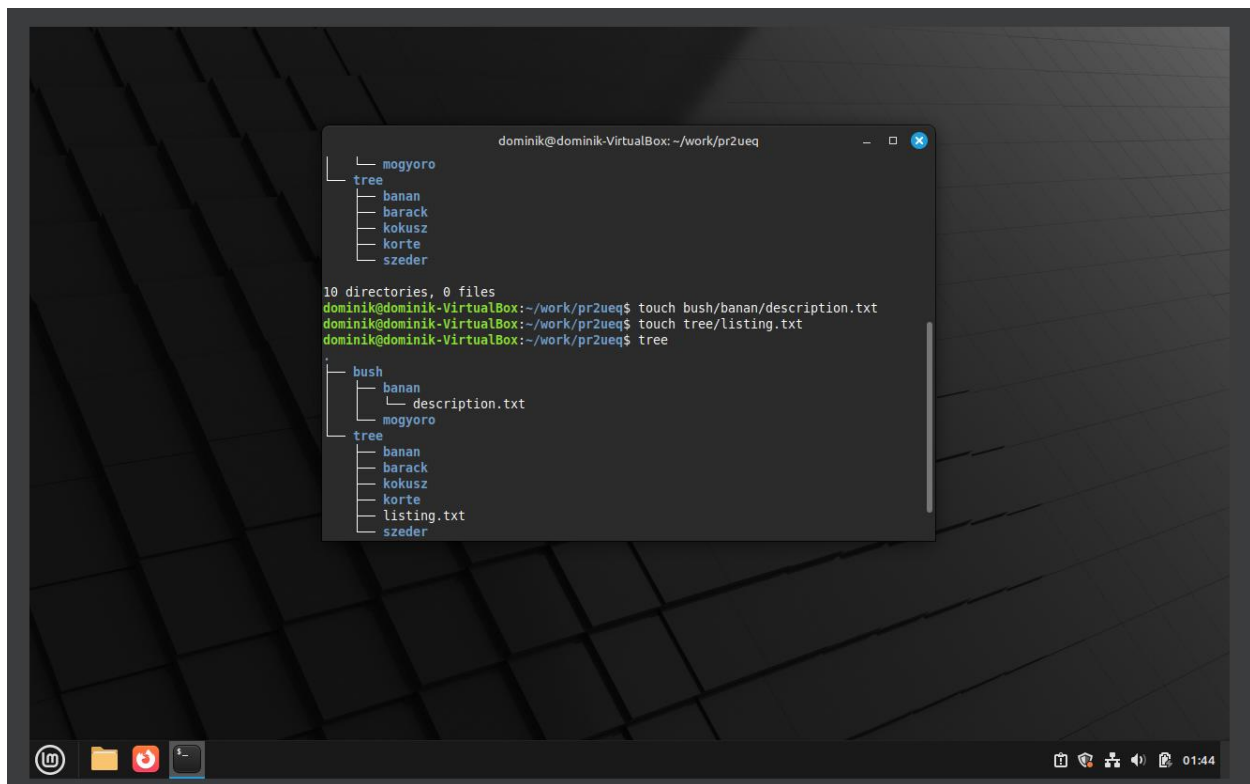 dominik@dominik-VirtualBox: ~/work/pr2ueq
│   └── mogyoro
└── tree
    ├── banan
    ├── barack
    ├── kokusz
    ├── korte
    └── szeder
10 directories, 0 files
dominik@dominik-VirtualBox:~/work/pr2ueq$ touch bush/banan/description.txt
dominik@dominik-VirtualBox:~/work/pr2ueq$ touch tree/listing.txt
dominik@dominik-VirtualBox:~/work/pr2ueq$ tree
.
├── bush
│   ├── banan
│   │   └── description.txt
│   └── mogyoro
└── tree
    ├── banan
    ├── barack
    ├── kokusz
    ├── korte
    ├── listing.txt
    └── szeder
$_
01:44